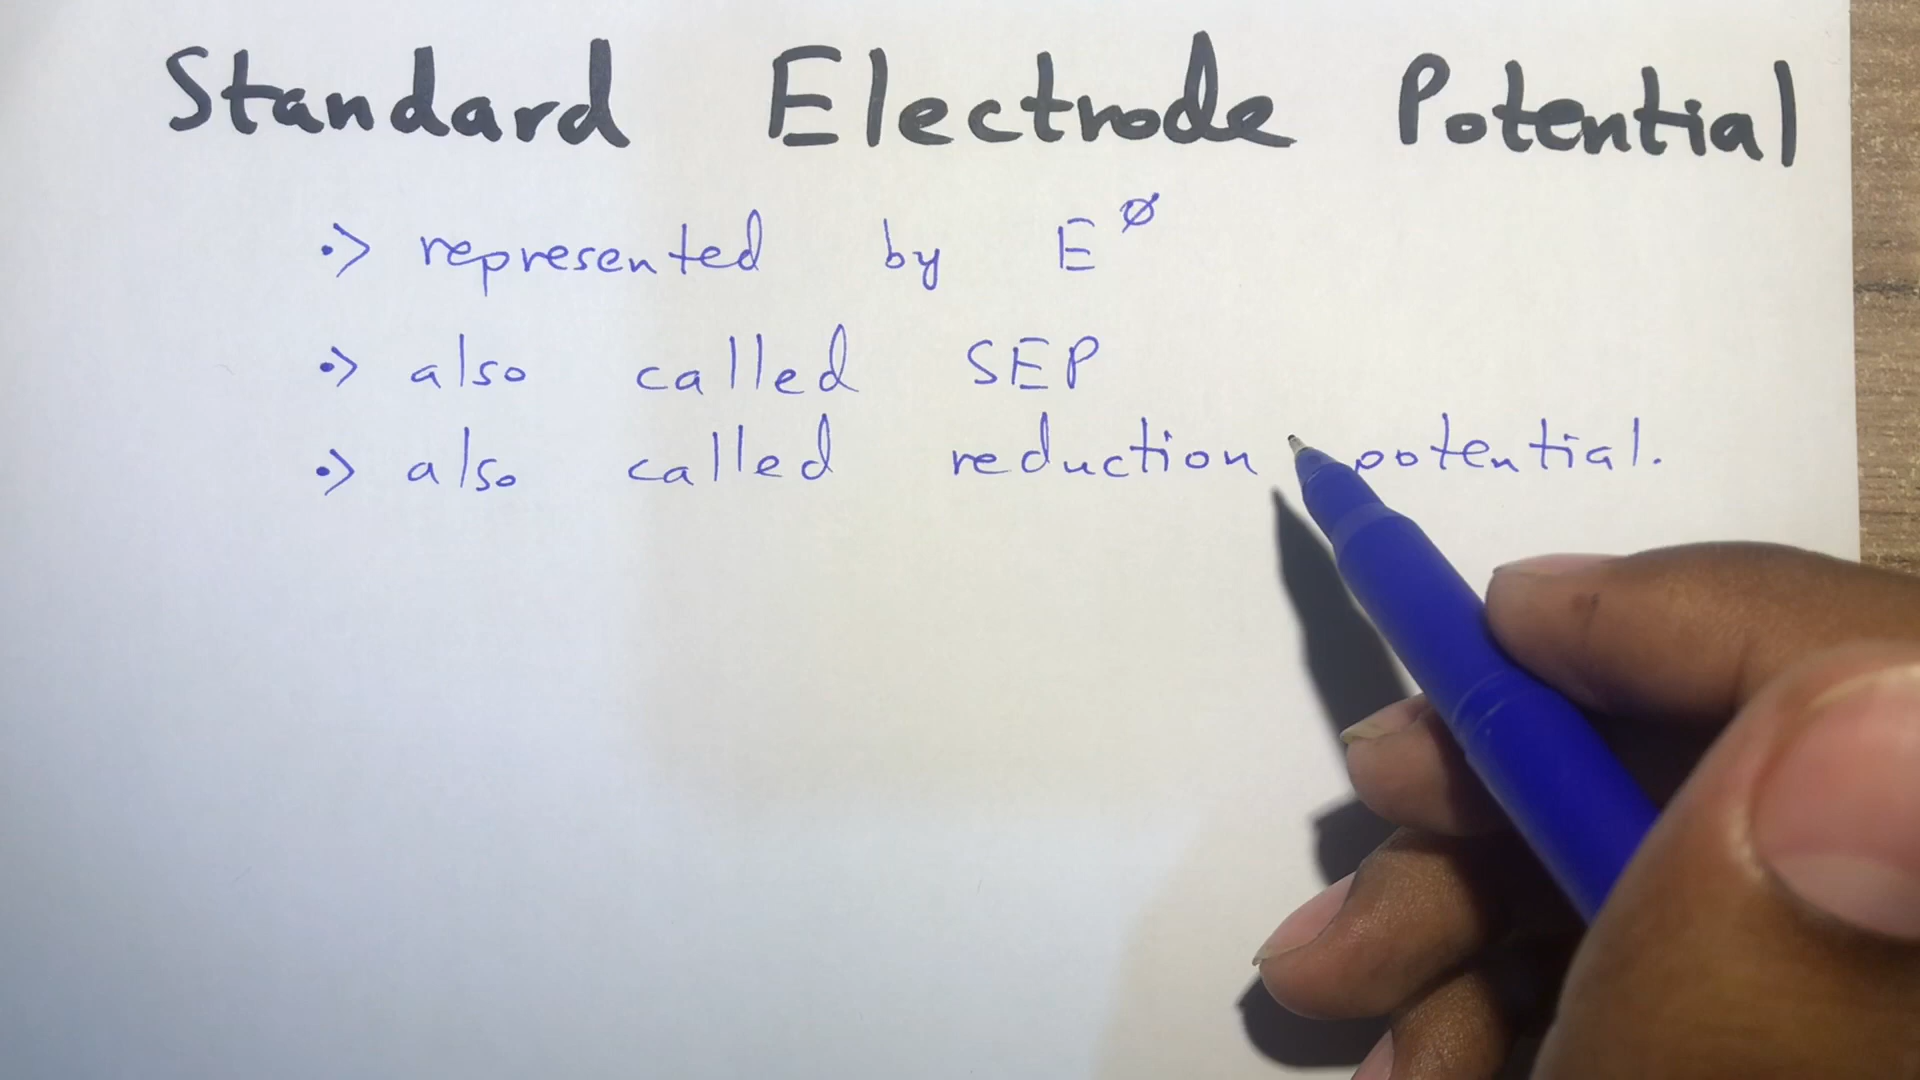 Standard Electrode Potential
·> represented by E^ø
·> also called SEP
·> also called reduction potential.